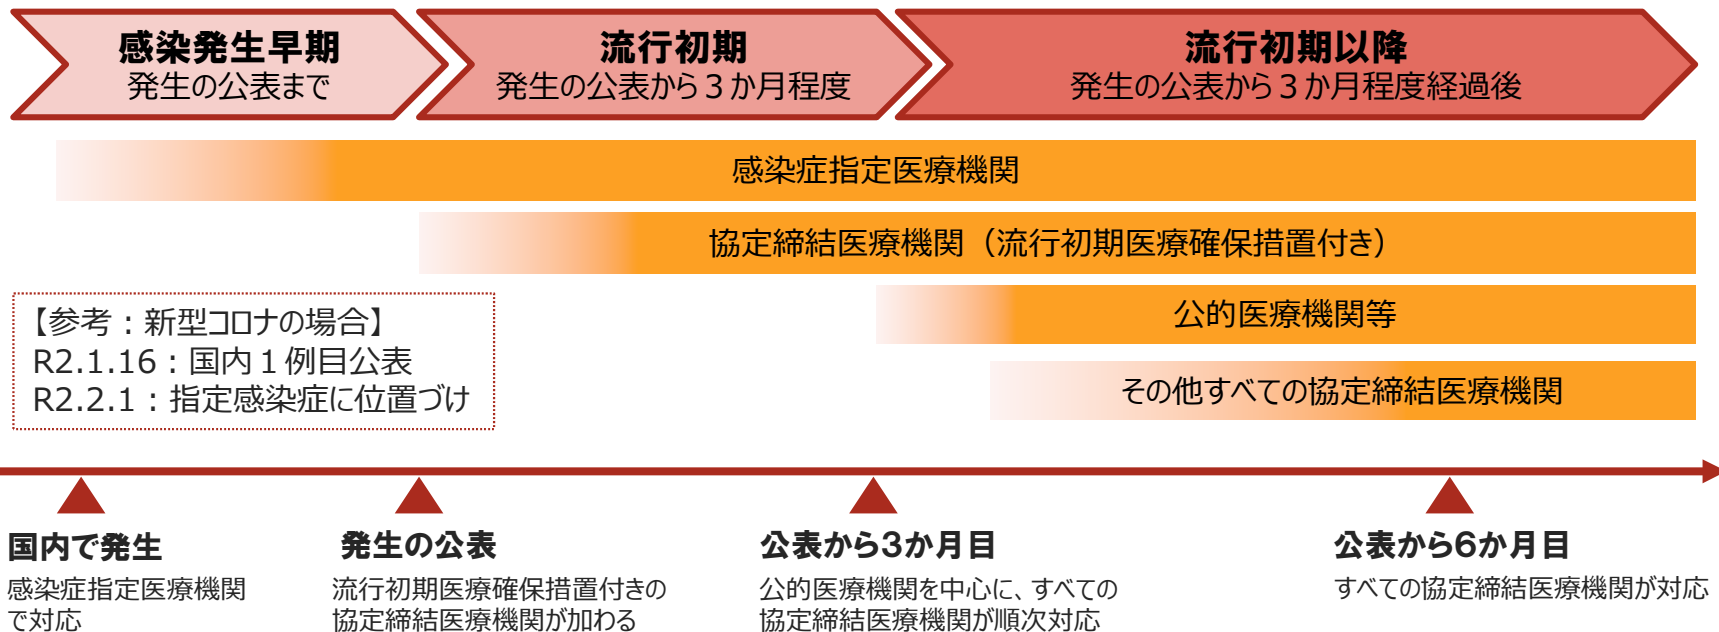 感染発生早期
発生の公表まで
流行初期
発生の公表から３か月程度
流行初期以降
発生の公表から３か月程度経過後
感染症指定医療機関
協定締結医療機関（流行初期医療確保措置付き）
公的医療機関等
その他すべての協定締結医療機関
【参考：新型コロナの場合】
R2.1.16：国内１例目公表
R2.2.1：指定感染症に位置づけ
国内で発生
感染症指定医療機関
で対応
発生の公表
流行初期医療確保措置付きの
協定締結医療機関が加わる
公表から3か月目
公的医療機関を中心に、すべての
協定締結医療機関が順次対応
公表から6か月目
すべての協定締結医療機関が対応